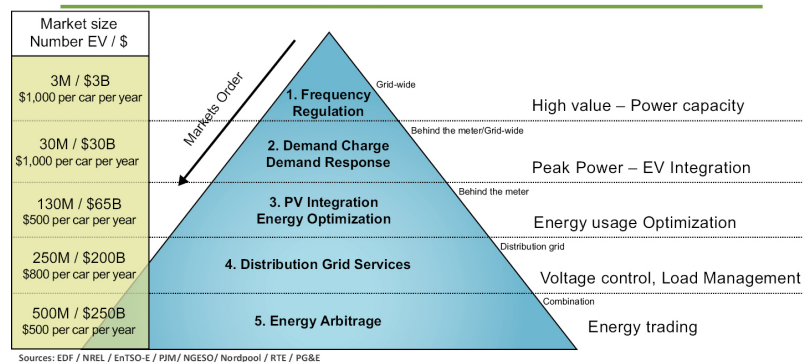 Market size
Number EV / $
3M / $3B
$1,000 per car per year
30M / $30B
$1,000 per car per year
130M / $65B
$500 per car per year
250M / $200B
$800 per car per year
500M / $250B
$500 per car per year
Markets Order
1. Frequency
Regulation
2. Demand Charge
Demand Response
3. PV Integration
Energy Optimization
4. Distribution Grid Services
5. Energy Arbitrage
Grid-wide
Behind the meter/Grid-wide
Behind the meter
Distribution grid
Combination
High value – Power capacity
Peak Power – EV Integration
Energy usage Optimization
Voltage control, Load Management
Energy trading
Sources: EDF / NREL / EnTSO-E / PJM/ NGESO/ Nordpool / RTE / PG&E